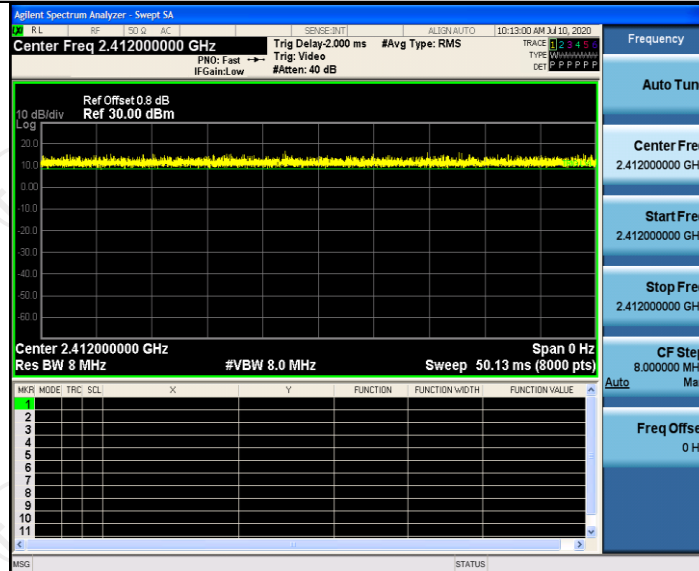 Agilent Spectrum Analyzer - Swept SA
RL RF 50 Ω AC SENSE:INT ALIGN AUTO 10:13:00 AM Jul 10, 2020
Center Freq 2.412000000 GHz
PNO: Fast
IFGain:Low
Trig Delay-2.000 ms
Trig: Video
#Atten: 40 dB
#Avg Type: RMS
TRACE 1 2 3 4 5 6
TYPE WWWWWW
DET P P P P P P
Ref Offset 0.8 dB
10 dB/div Ref 30.00 dBm
Log
20.0
10.0
0.00
-10.0
-20.0
-30.0
-40.0
-50.0
-60.0
Center 2.412000000 GHz Span 0 Hz
Res BW 8 MHz #VBW 8.0 MHz Sweep 50.13 ms (8000 pts)
MKR MODE TRC SCL X Y FUNCTION FUNCTION WIDTH FUNCTION VALUE
1
2
3
4
5
6
7
8
9
10
11
MSG STATUS
Frequency
Auto Tun
Center Fre
2.412000000 GH
Start Fre
2.412000000 GH
Stop Fre
2.412000000 GH
CF Ste
8.000000 MH
Auto Ma
Freq Offse
0 H